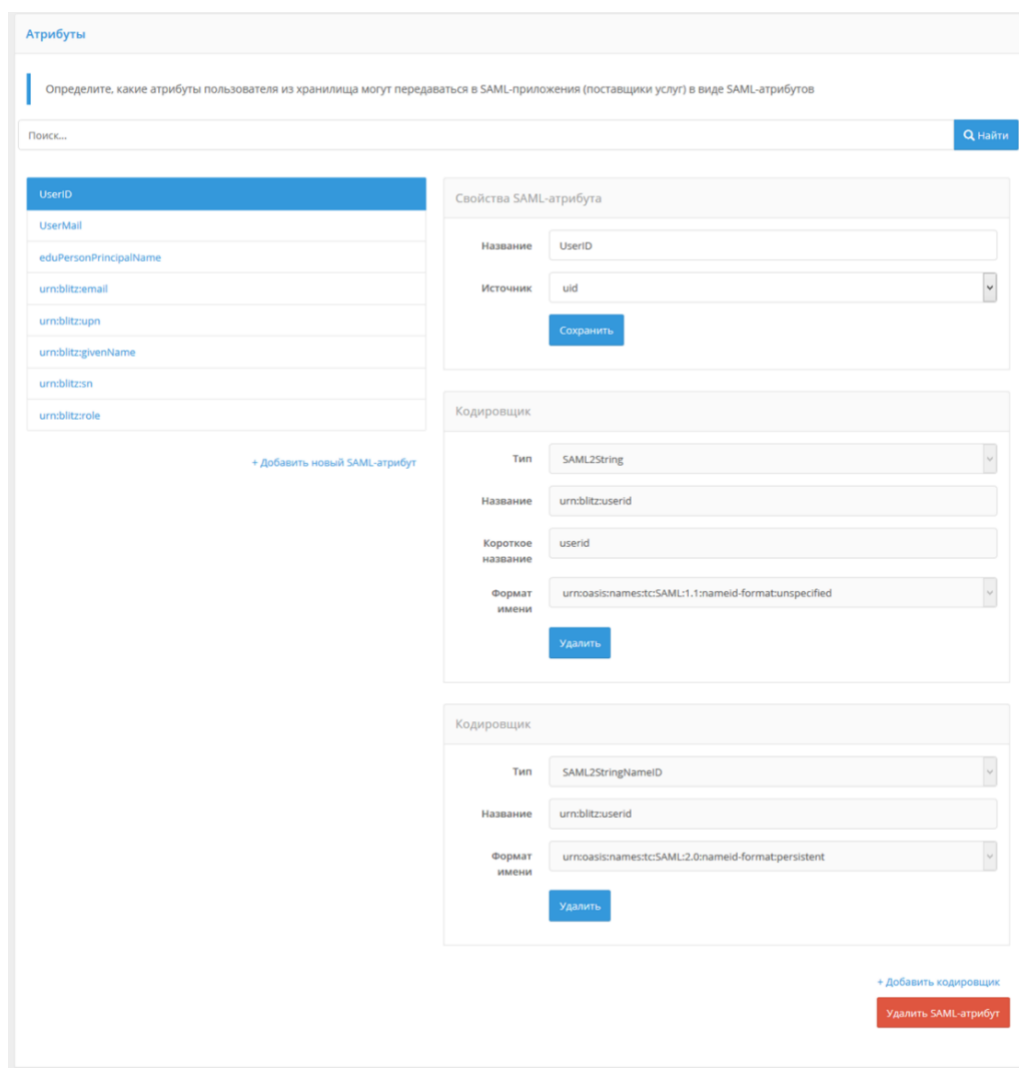 Атрибуты
Определите, какие атрибуты пользователя из хранилища могут передаваться в SAML-приложения (поставщики услуг) в виде SAML-атрибутов
Поиск...
Найти
UserID
UserMail
eduPersonPrincipalName
urn:blitz:email
urn:blitz:upn
urn:blitz:givenName
urn:blitz:sn
urn:blitz:role
+ Добавить новый SAML-атрибут
Свойства SAML-атрибута
Название UserID
Источник uid
Сохранить
Кодировщик
Тип SAML2String
Название urn:blitz:userid
Короткое userid
название
Формат urn:oasis:names:tc:SAML:1.1:nameid-format:unspecified
имени
Удалить
Кодировщик
Тип SAML2StringNameID
Название urn:blitz:userid
Формат urn:oasis:names:tc:SAML:2.0:nameid-format:persistent
имени
Удалить
+ Добавить кодировщик
Удалить SAML-атрибут